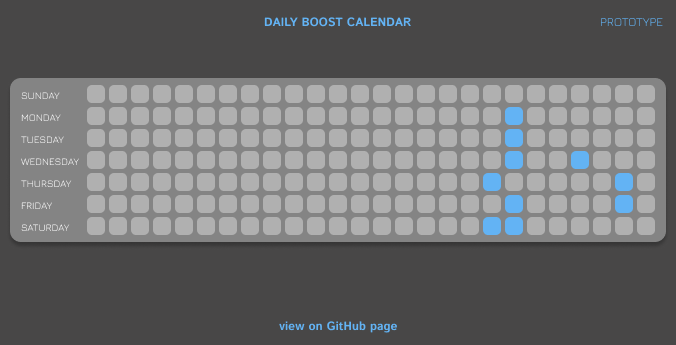 DAILY BOOST CALENDAR
PROTOTYPE
SUNDAY
MONDAY
TUESDAY
WEDNESDAY
THURSDAY
FRIDAY
SATURDAY
view on GitHub page